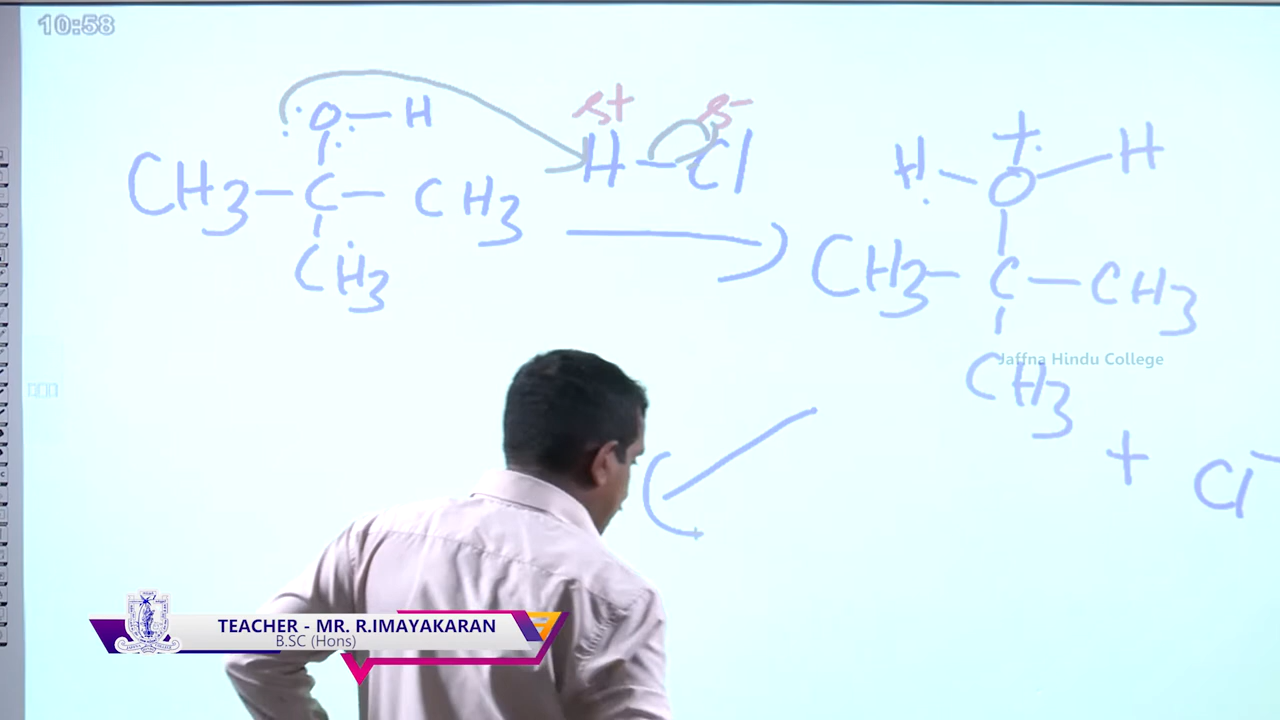 10:58
O — H
δ+ δ-
H — Cl
CH3 — C — CH3
CH3
+
H — O — H
CH3 — C — CH3
CH3
Jaffna Hindu College
+ Cl-
TEACHER - MR. R.IMAYAKARAN
B.SC (Hons)